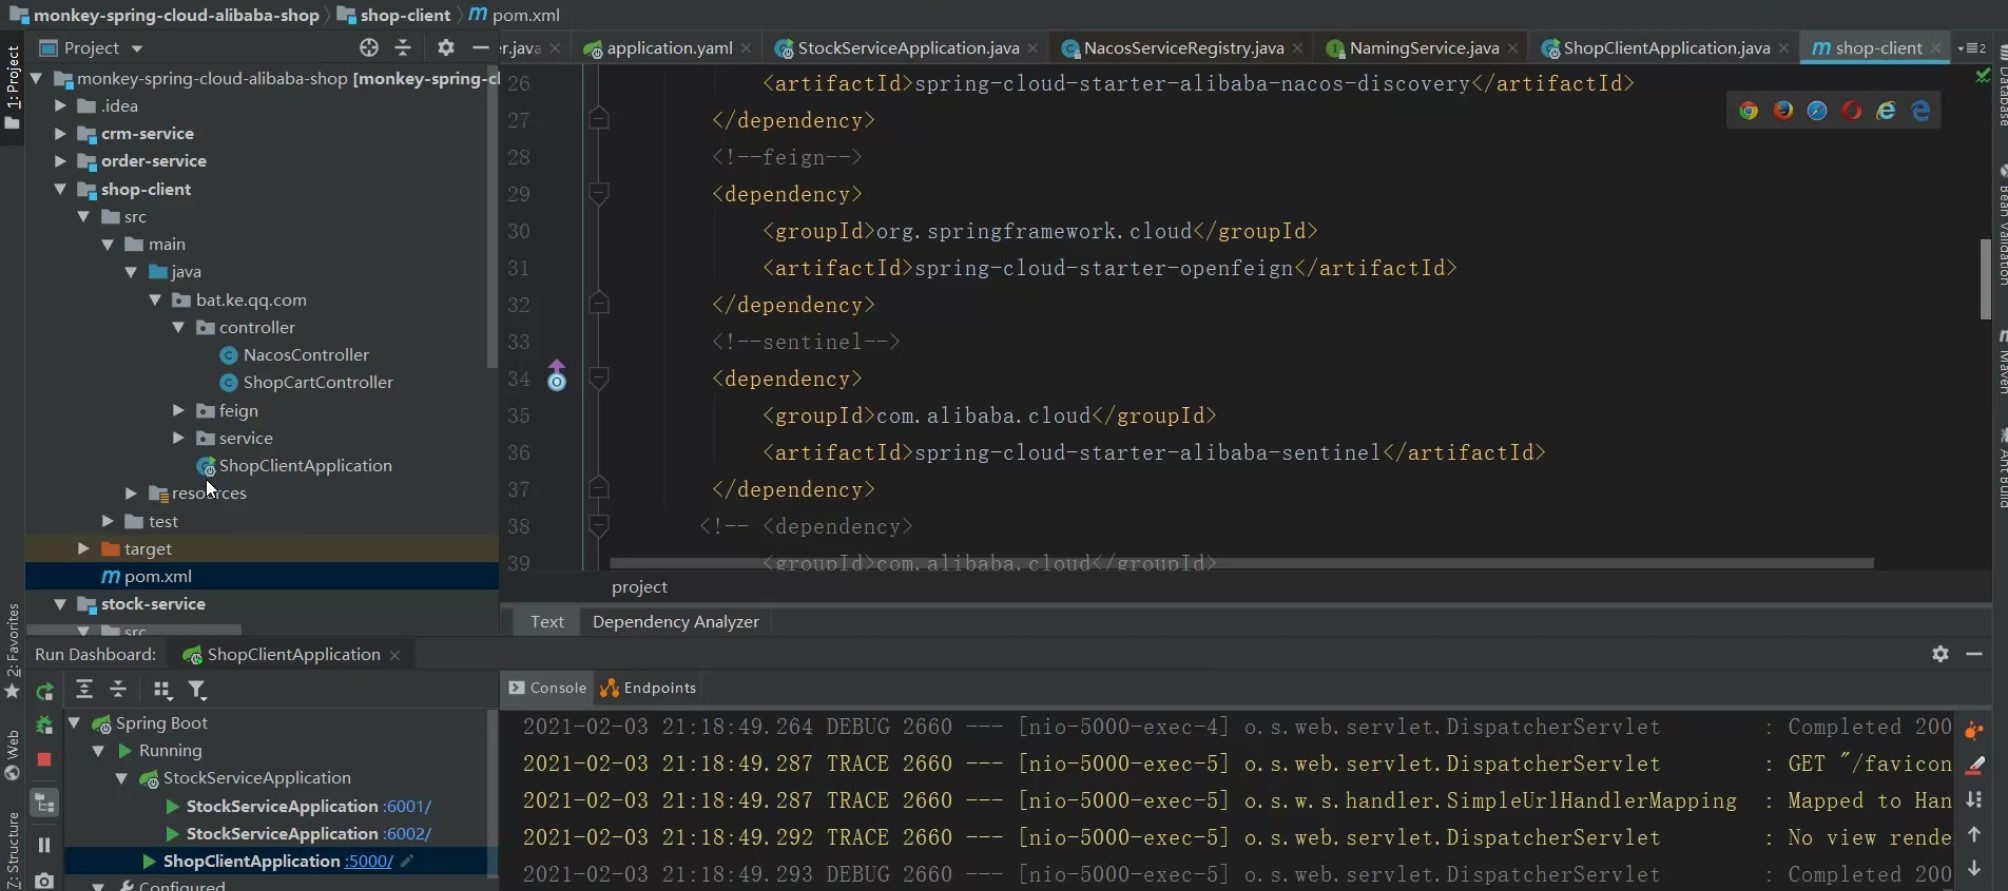 monkey-spring-cloud-alibaba-shop shop-client m pom.xml
1: Project
Project
r.java application.yaml StockServiceApplication.java NacosServiceRegistry.java NamingService.java ShopClientApplication.java m shop-client 2
monkey-spring-cloud-alibaba-shop [monkey-spring-cl
.idea
crm-service
order-service
shop-client
src
main
java
bat.ke.qq.com
controller
NacosController
ShopCartController
feign
service
ShopClientApplication
resources
test
target
m pom.xml
stock-service
src
26 <artifactId>spring-cloud-starter-alibaba-nacos-discovery</artifactId>
27 </dependency>
28 <!--feign-->
29 <dependency>
30 <groupId>org.springframework.cloud</groupId>
31 <artifactId>spring-cloud-starter-openfeign</artifactId>
32 </dependency>
33 <!--sentinel-->
34 <dependency>
35 <groupId>com.alibaba.cloud</groupId>
36 <artifactId>spring-cloud-starter-alibaba-sentinel</artifactId>
37 </dependency>
38 <!-- <dependency>
39 <groupId>com.alibaba.cloud</groupId>
project
Text Dependency Analyzer
Database
Bean Validation
Maven
Ant Build
2: Favorites
Web
Z: Structure
Run Dashboard: ShopClientApplication
Spring Boot
Running
StockServiceApplication
StockServiceApplication :6001/
StockServiceApplication :6002/
ShopClientApplication :5000/
Configured
Console Endpoints
2021-02-03 21:18:49.264 DEBUG 2660 --- [nio-5000-exec-4] o.s.web.servlet.DispatcherServlet : Completed 200
2021-02-03 21:18:49.287 TRACE 2660 --- [nio-5000-exec-5] o.s.web.servlet.DispatcherServlet : GET "/favicon
2021-02-03 21:18:49.287 TRACE 2660 --- [nio-5000-exec-5] o.s.w.s.handler.SimpleUrlHandlerMapping : Mapped to Han
2021-02-03 21:18:49.292 TRACE 2660 --- [nio-5000-exec-5] o.s.web.servlet.DispatcherServlet : No view rende
2021-02-03 21:18:49.293 DEBUG 2660 --- [nio-5000-exec-5] o.s.web.servlet.DispatcherServlet : Completed 200